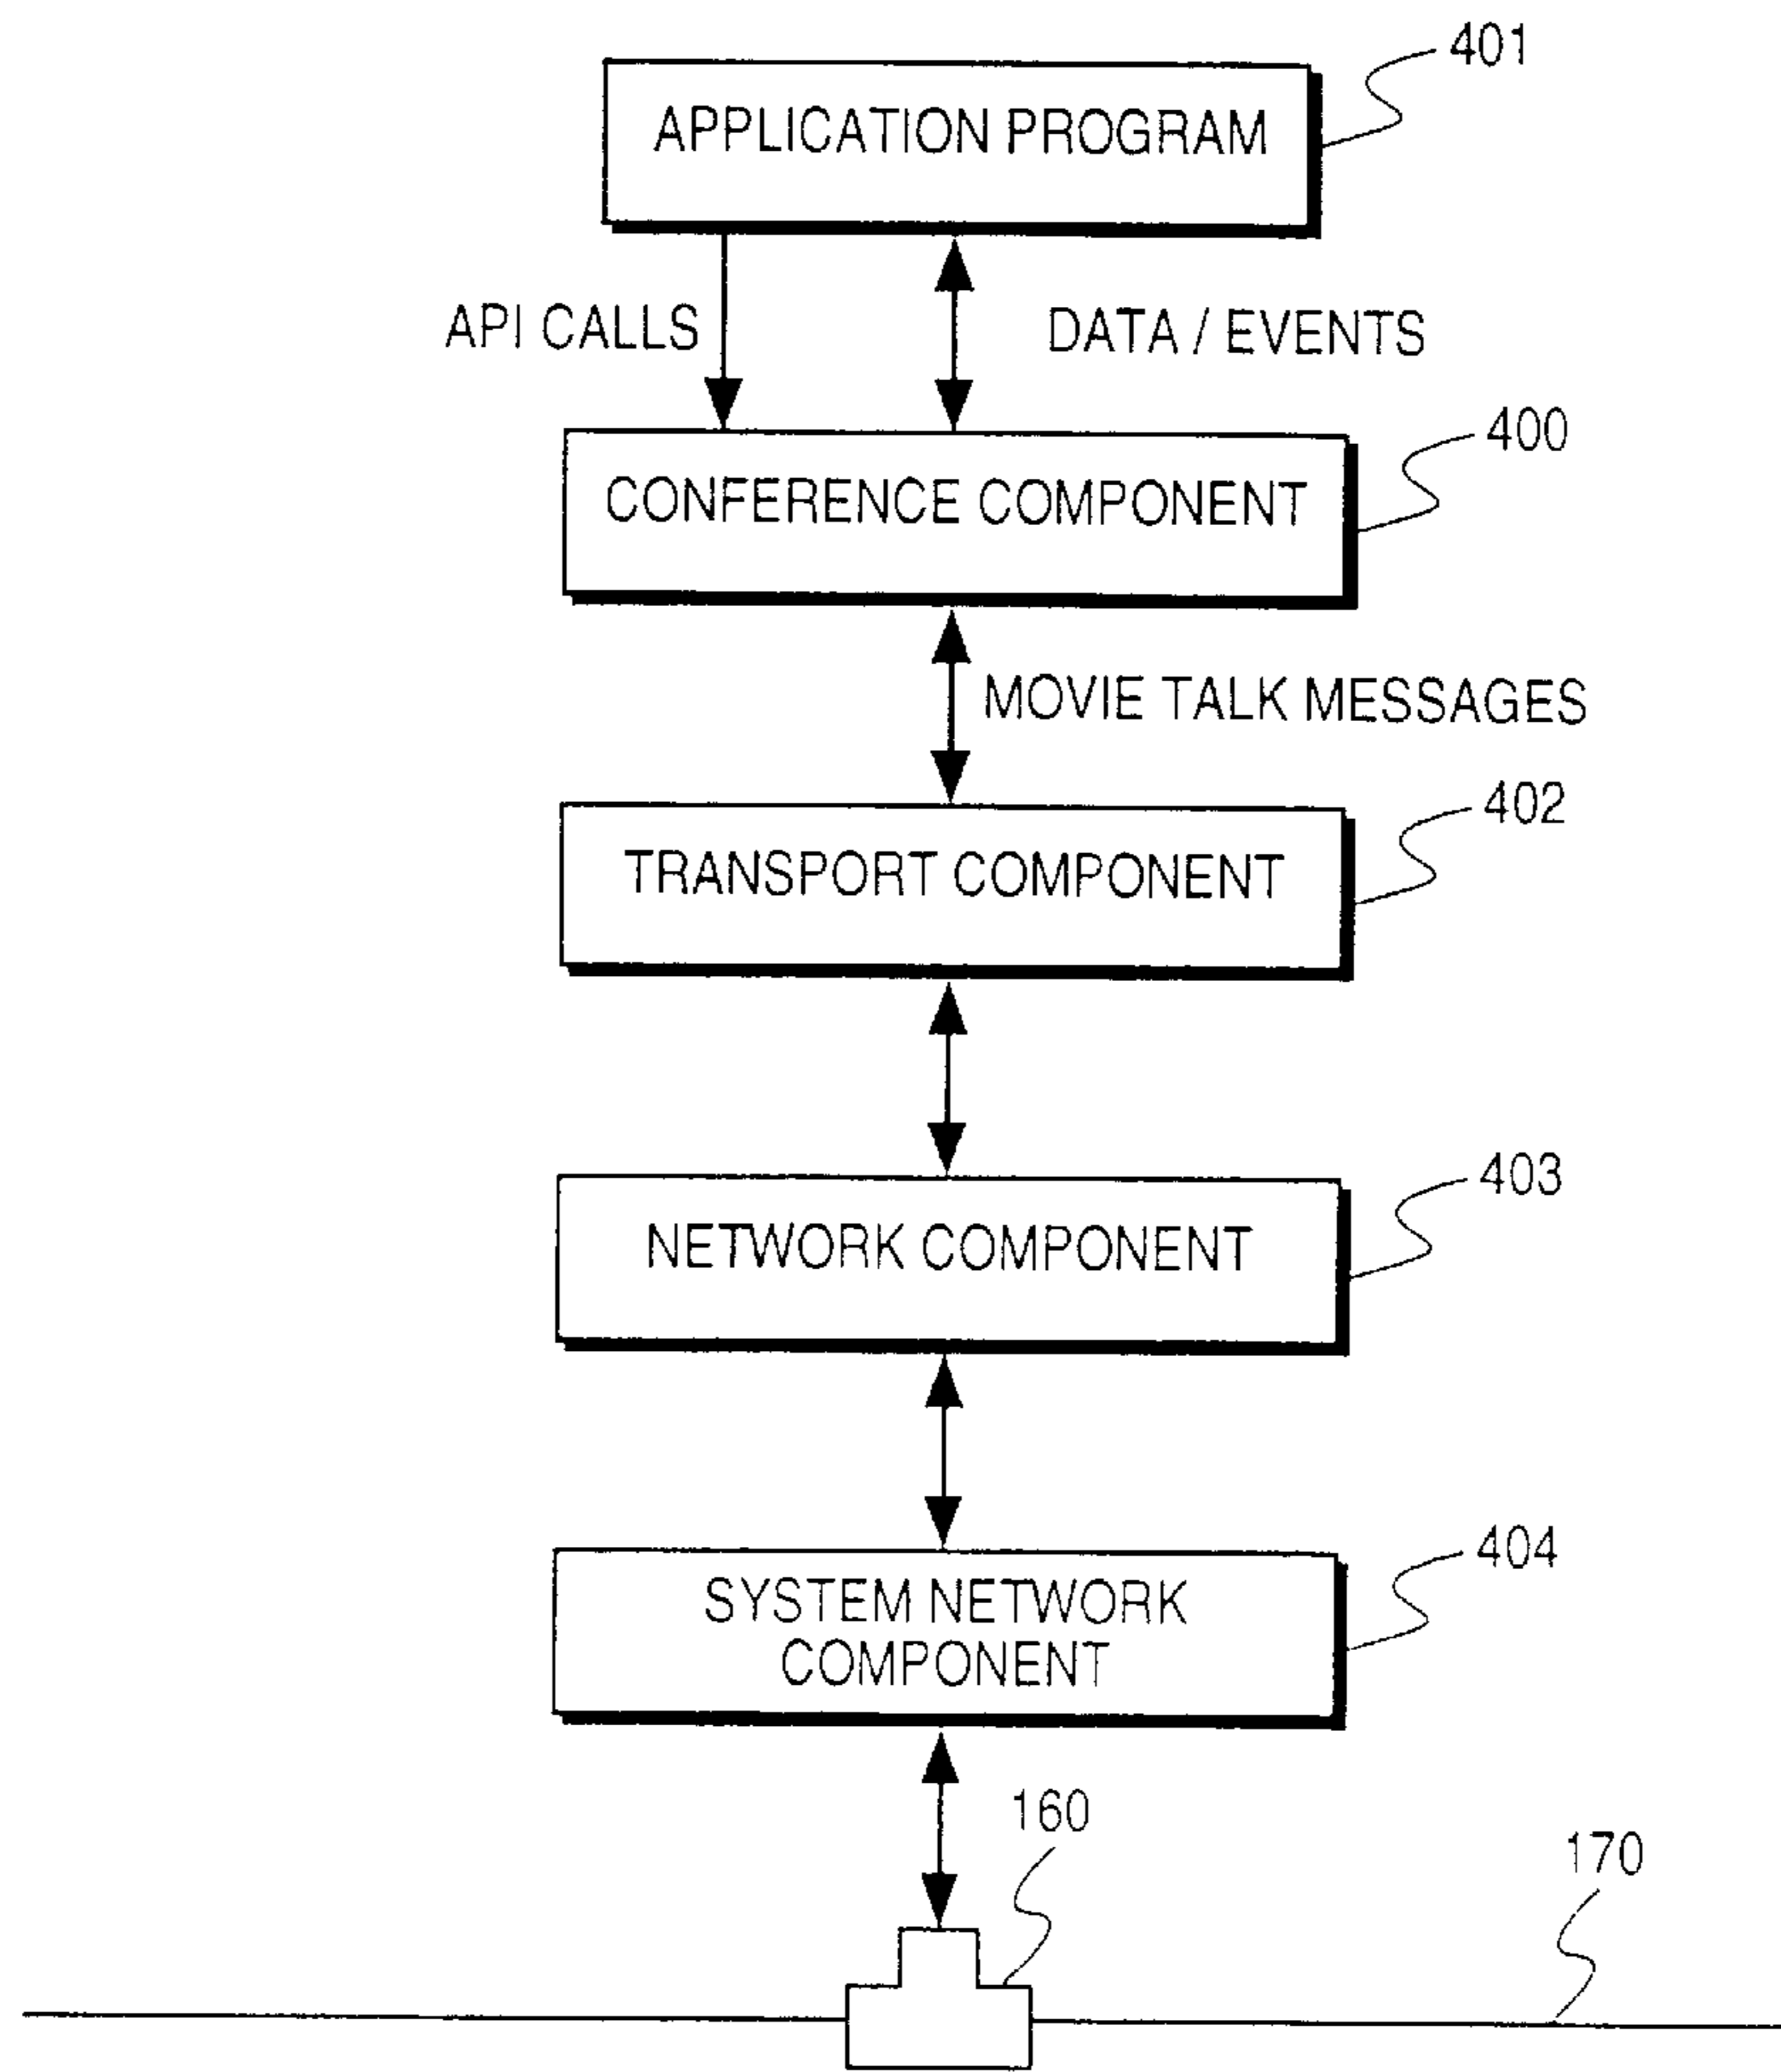 401
APPLICATION PROGRAM
API CALLS
DATA / EVENTS
400
CONFERENCE COMPONENT
MOVIE TALK MESSAGES
402
TRANSPORT COMPONENT
403
NETWORK COMPONENT
404
SYSTEM NETWORK
COMPONENT
160
170